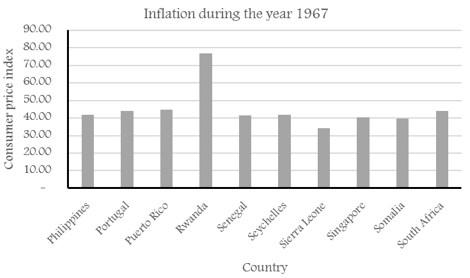 Inflation during the year 1967
Consumer price index
90.00
80.00
70.00
60.00
50.00
40.00
30.00
20.00
10.00
-
Philippines
Portugal
Puerto Rico
Rwanda
Senegal
Seychelles
Sierra Leone
Singapore
Somalia
South Africa
Country